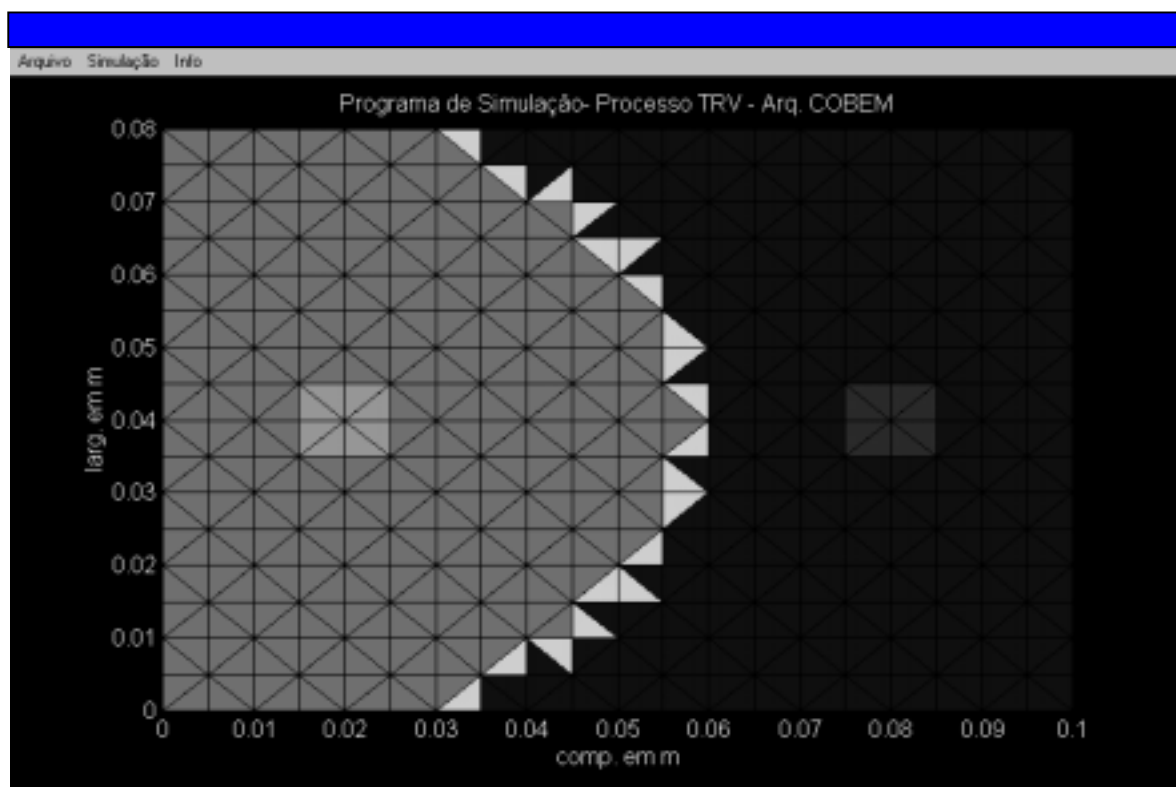 Arquivo Simulação Info
Programa de Simulação- Processo TRV - Arq. COBEM
0.08
0.07
0.06
0.05
0.04
0.03
0.02
0.01
0
larg. em m
0 0.01 0.02 0.03 0.04 0.05 0.06 0.07 0.08 0.09 0.1
comp. em m